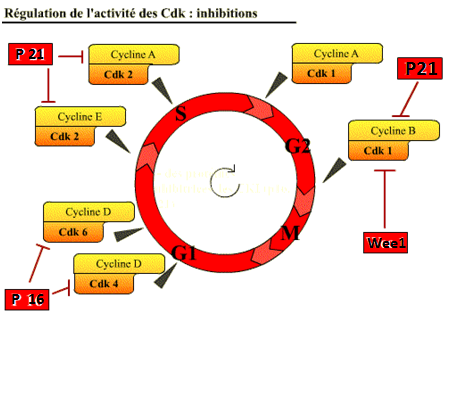 Régulation de l'activité des Cdk : inhibitions
P 21
Cycline A
Cdk 2
Cycline A
Cdk 1
P21
Cycline E
Cdk 2
S
G2
Cycline B
Cdk 1
Cycline D
Cdk 6
M
Wee1
G1
Cycline D
Cdk 4
P 16